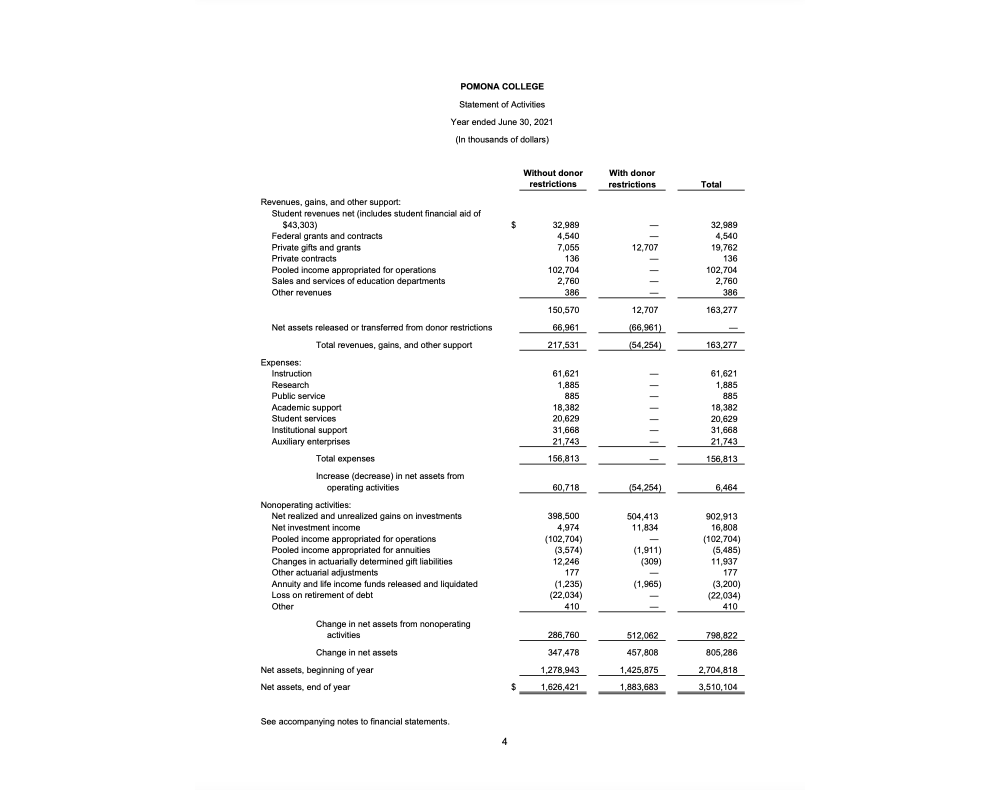 POMONA COLLEGE
Statement of Activities
Year ended June 30, 2021
(In thousands of dollars)
Without donor With donor
restrictions restrictions Total
Revenues, gains, and other support:
Student revenues net (includes student financial aid of
$43,303) $ 32,989 — 32,989
Federal grants and contracts 4,540 — 4,540
Private gifts and grants 7,055 12,707 19,762
Private contracts 136 — 136
Pooled income appropriated for operations 102,704 — 102,704
Sales and services of education departments 2,760 — 2,760
Other revenues 386 — 386
150,570 12,707 163,277
Net assets released or transferred from donor restrictions 66,961 (66,961) —
Total revenues, gains, and other support 217,531 (54,254) 163,277
Expenses:
Instruction 61,621 — 61,621
Research 1,885 — 1,885
Public service 885 — 885
Academic support 18,382 — 18,382
Student services 20,629 — 20,629
Institutional support 31,668 — 31,668
Auxiliary enterprises 21,743 — 21,743
Total expenses 156,813 — 156,813
Increase (decrease) in net assets from
operating activities 60,718 (54,254) 6,464
Nonoperating activities:
Net realized and unrealized gains on investments 398,500 504,413 902,913
Net investment income 4,974 11,834 16,808
Pooled income appropriated for operations (102,704) — (102,704)
Pooled income appropriated for annuities (3,574) (1,911) (5,485)
Changes in actuarially determined gift liabilities 12,246 (309) 11,937
Other actuarial adjustments 177 — 177
Annuity and life income funds released and liquidated (1,235) (1,965) (3,200)
Loss on retirement of debt (22,034) — (22,034)
Other 410 — 410
Change in net assets from nonoperating
activities 286,760 512,062 798,822
Change in net assets 347,478 457,808 805,286
Net assets, beginning of year 1,278,943 1,425,875 2,704,818
Net assets, end of year $ 1,626,421 1,883,683 3,510,104
See accompanying notes to financial statements.
4